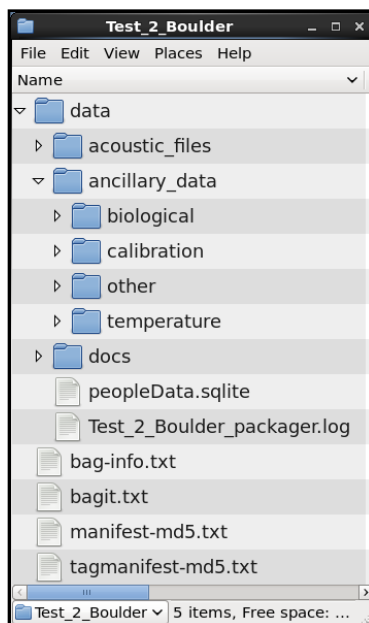 Test_2_Boulder
File Edit View Places Help
Name
data
acoustic_files
ancillary_data
biological
calibration
other
temperature
docs
peopleData.sqlite
Test_2_Boulder_packager.log
bag-info.txt
bagit.txt
manifest-md5.txt
tagmanifest-md5.txt
Test_2_Boulder 5 items, Free space: ...